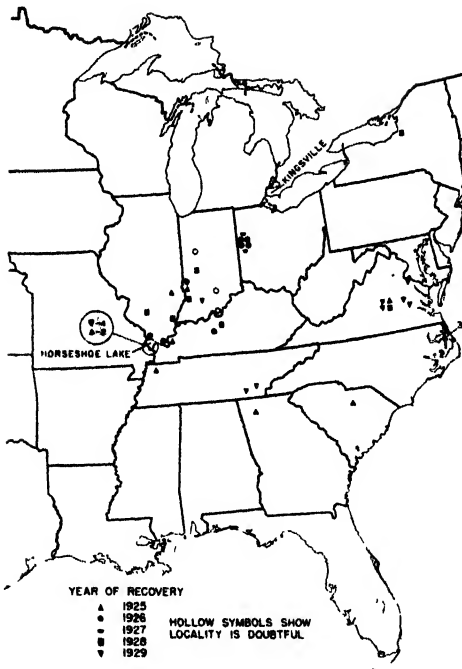 KINGSVILLE
HORSESHOE LAKE
YEAR OF RECOVERY
1925
1926
1927
1928
1929
HOLLOW SYMBOLS SHOW
LOCALITY IS DOUBTFUL